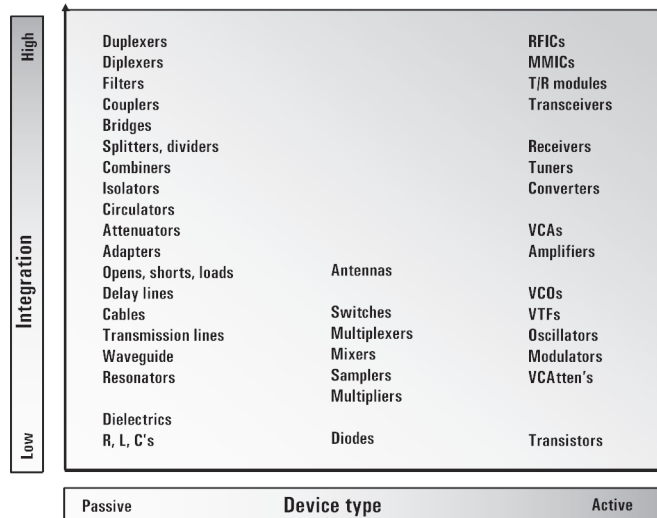 High
Integration
Low
Duplexers
Diplexers
Filters
Couplers
Bridges
Splitters, dividers
Combiners
Isolators
Circulators
Attenuators
Adapters
Opens, shorts, loads
Delay lines
Cables
Transmission lines
Waveguide
Resonators
Dielectrics
R, L, C's
Antennas
Switches
Multiplexers
Mixers
Samplers
Multipliers
Diodes
RFICs
MMICs
T/R modules
Transceivers
Receivers
Tuners
Converters
VCAs
Amplifiers
VCOs
VTFs
Oscillators
Modulators
VCAtten's
Transistors
Passive
Device type
Active